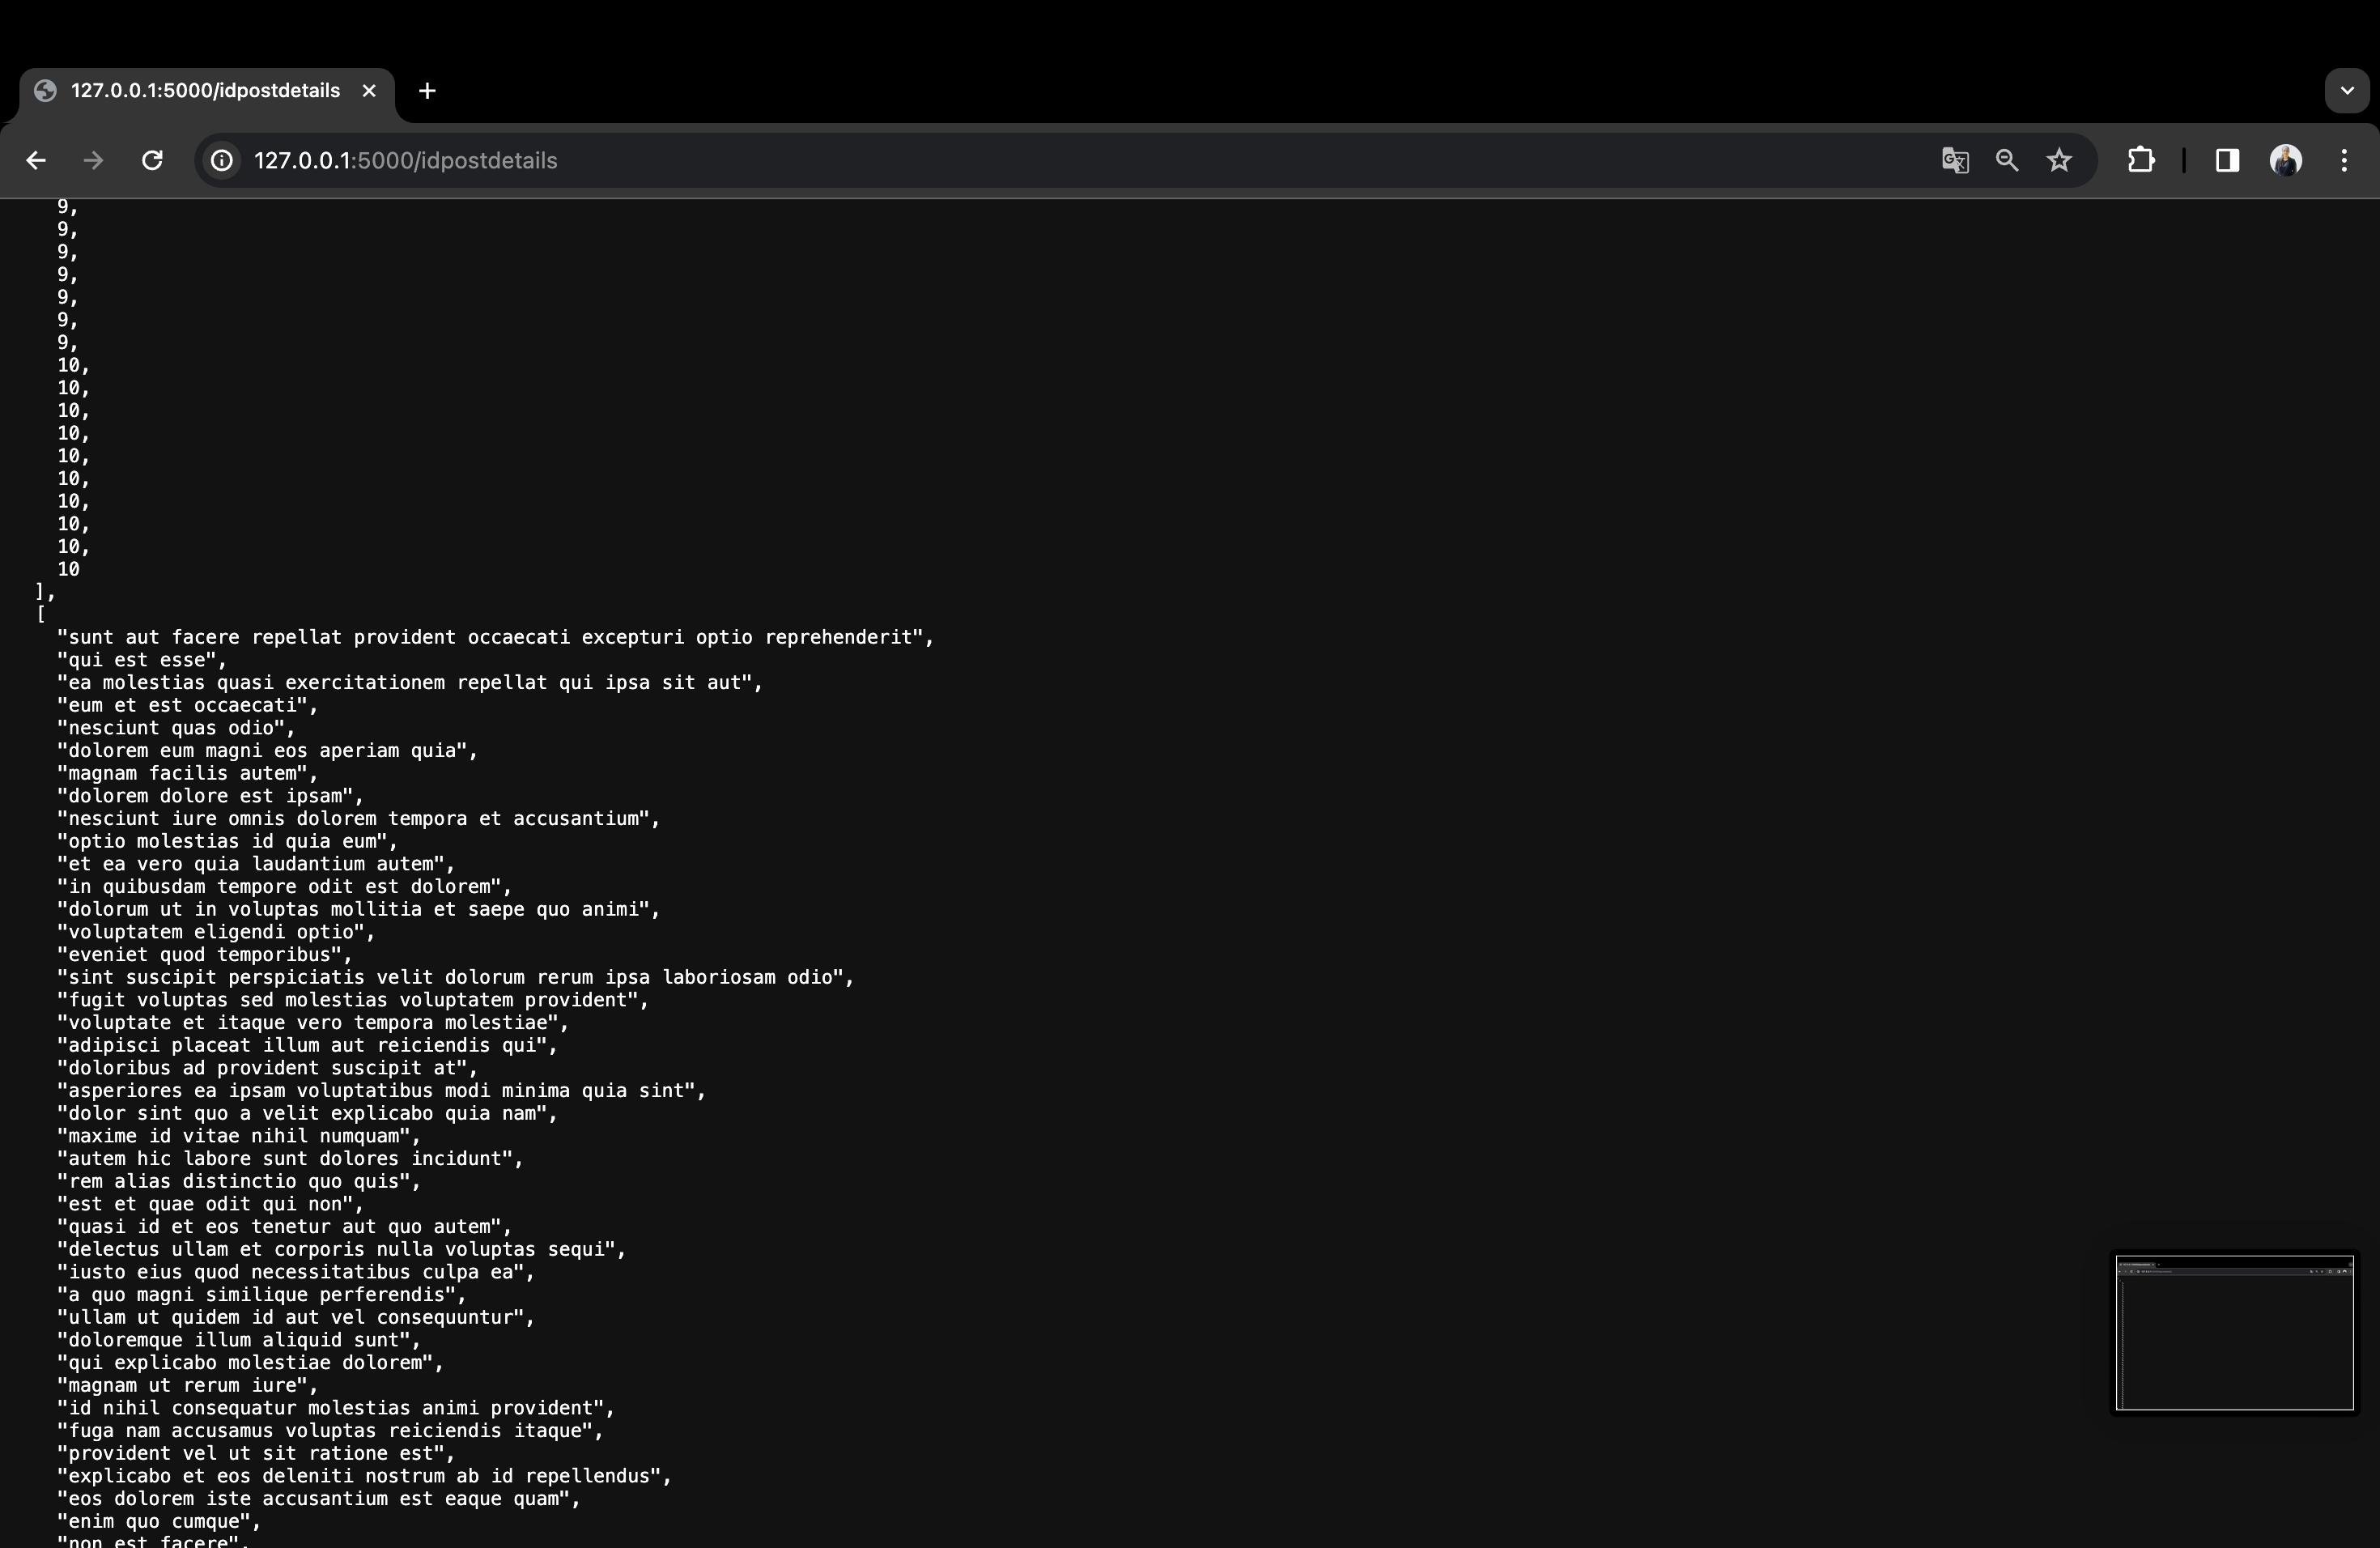 127.0.0.1:5000/idpostdetails
127.0.0.1:5000/idpostdetails
9,
9,
9,
9,
9,
9,
9,
10,
10,
10,
10,
10,
10,
10,
10,
10,
10
],
[
"sunt aut facere repellat provident occaecati excepturi optio reprehenderit",
"qui est esse",
"ea molestias quasi exercitationem repellat qui ipsa sit aut",
"eum et est occaecati",
"nesciunt quas odio",
"dolorem eum magni eos aperiam quia",
"magnam facilis autem",
"dolorem dolore est ipsam",
"nesciunt iure omnis dolorem tempora et accusantium",
"optio molestias id quia eum",
"et ea vero quia laudantium autem",
"in quibusdam tempore odit est dolorem",
"dolorum ut in voluptas mollitia et saepe quo animi",
"voluptatem eligendi optio",
"eveniet quod temporibus",
"sint suscipit perspiciatis velit dolorum rerum ipsa laboriosam odio",
"fugit voluptas sed molestias voluptatem provident",
"voluptate et itaque vero tempora molestiae",
"adipisci placeat illum aut reiciendis qui",
"doloribus ad provident suscipit at",
"asperiores ea ipsam voluptatibus modi minima quia sint",
"dolor sint quo a velit explicabo quia nam",
"maxime id vitae nihil numquam",
"autem hic labore sunt dolores incidunt",
"rem alias distinctio quo quis",
"est et quae odit qui non",
"quasi id et eos tenetur aut quo autem",
"delectus ullam et corporis nulla voluptas sequi",
"iusto eius quod necessitatibus culpa ea",
"a quo magni similique perferendis",
"ullam ut quidem id aut vel consequuntur",
"doloremque illum aliquid sunt",
"qui explicabo molestiae dolorem",
"magnam ut rerum iure",
"id nihil consequatur molestias animi provident",
"fuga nam accusamus voluptas reiciendis itaque",
"provident vel ut sit ratione est",
"explicabo et eos deleniti nostrum ab id repellendus",
"eos dolorem iste accusantium est eaque quam",
"enim quo cumque",
"non est facere",